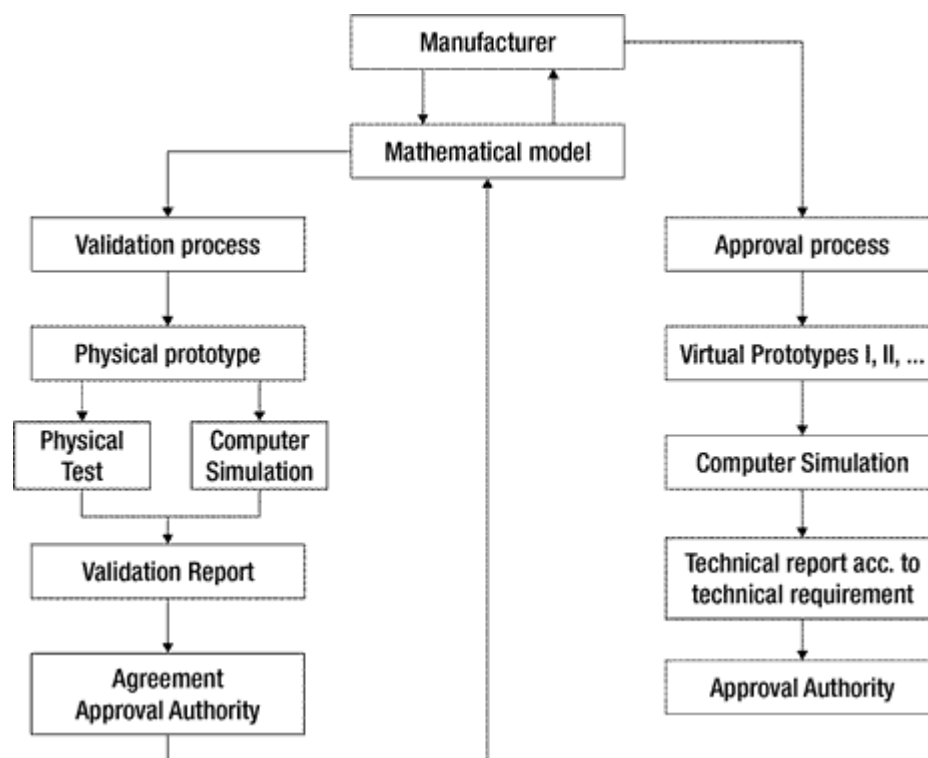 Manufacturer
Mathematical model
Validation process
Approval process
Physical prototype
Virtual Prototypes I, II, ...
Physical
Test
Computer
Simulation
Computer Simulation
Validation Report
Technical report acc. to
technical requirement
Agreement
Approval Authority
Approval Authority